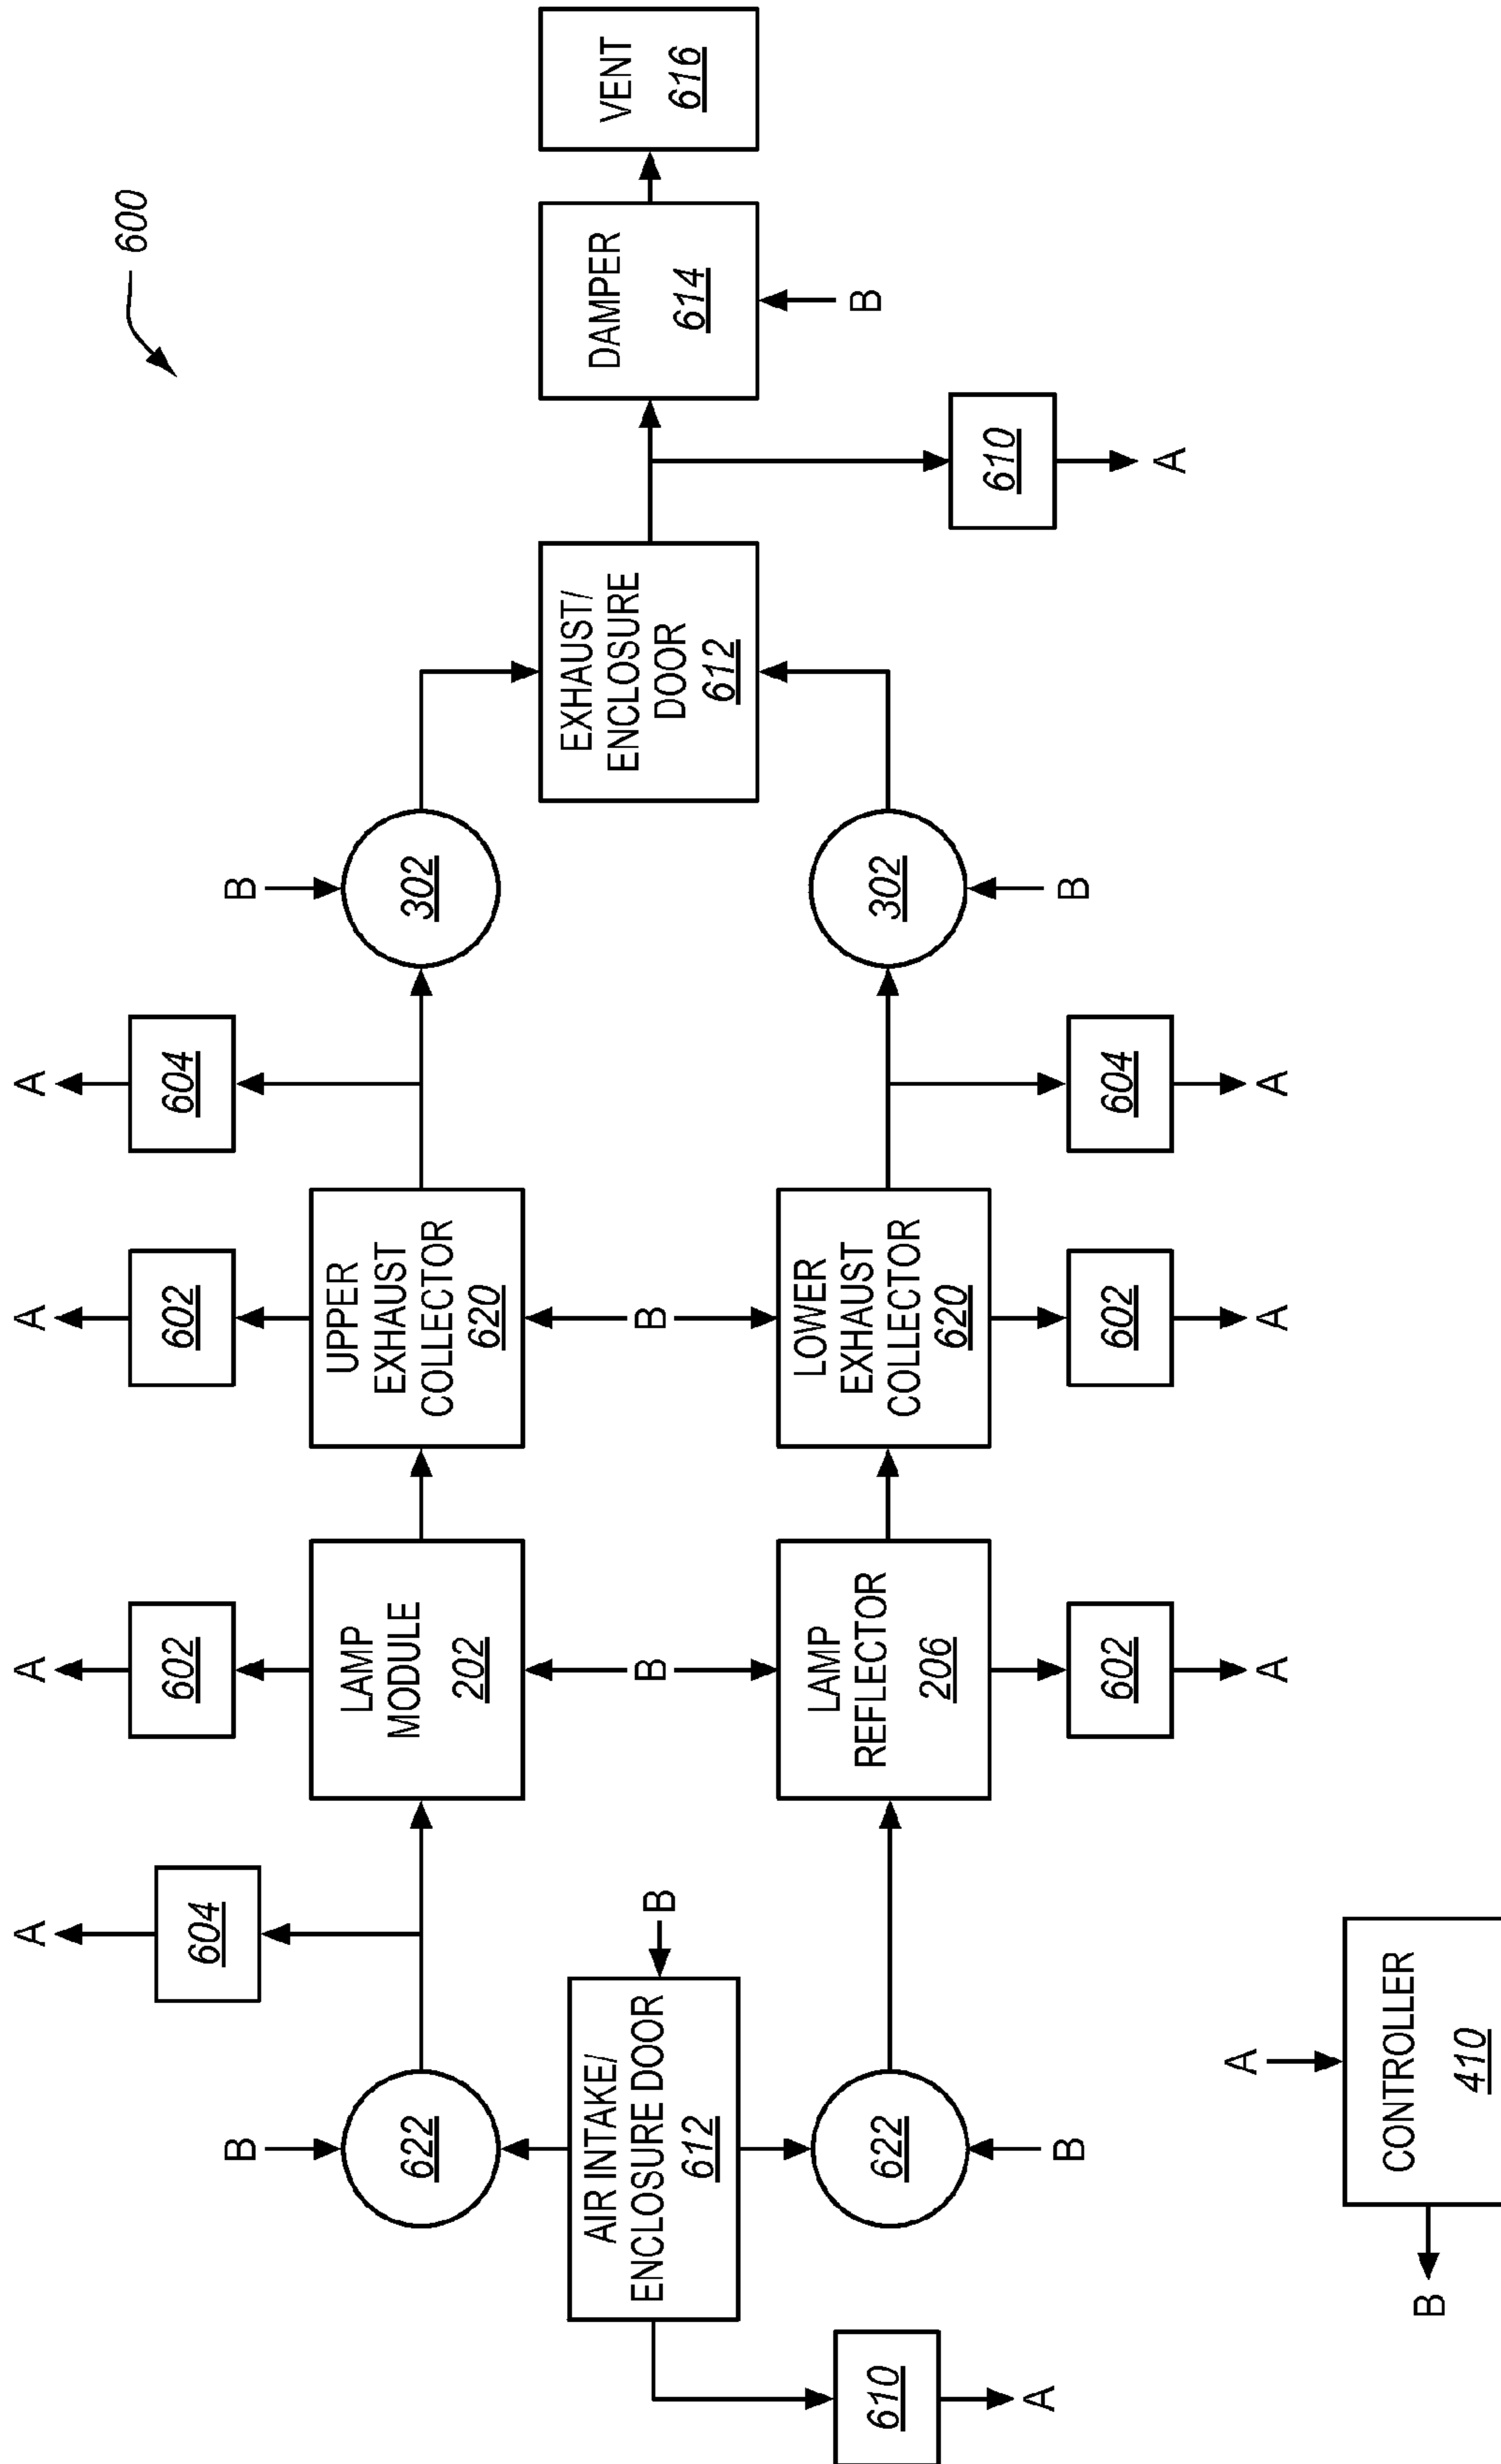 600
A
A
A
A
604
602
602
604
B
B
622
LAMP
MODULE
202
UPPER
EXHAUST
COLLECTOR
620
302
AIR INTAKE/
ENCLOSURE DOOR
612
B
B
B
EXHAUST/
ENCLOSURE
DOOR
612
DAMPER
614
VENT
616
B
610
A
622
LAMP
REFLECTOR
206
LOWER
EXHAUST
COLLECTOR
620
302
610
A
B
B
602
602
604
A
A
A
A
CONTROLLER
410
B